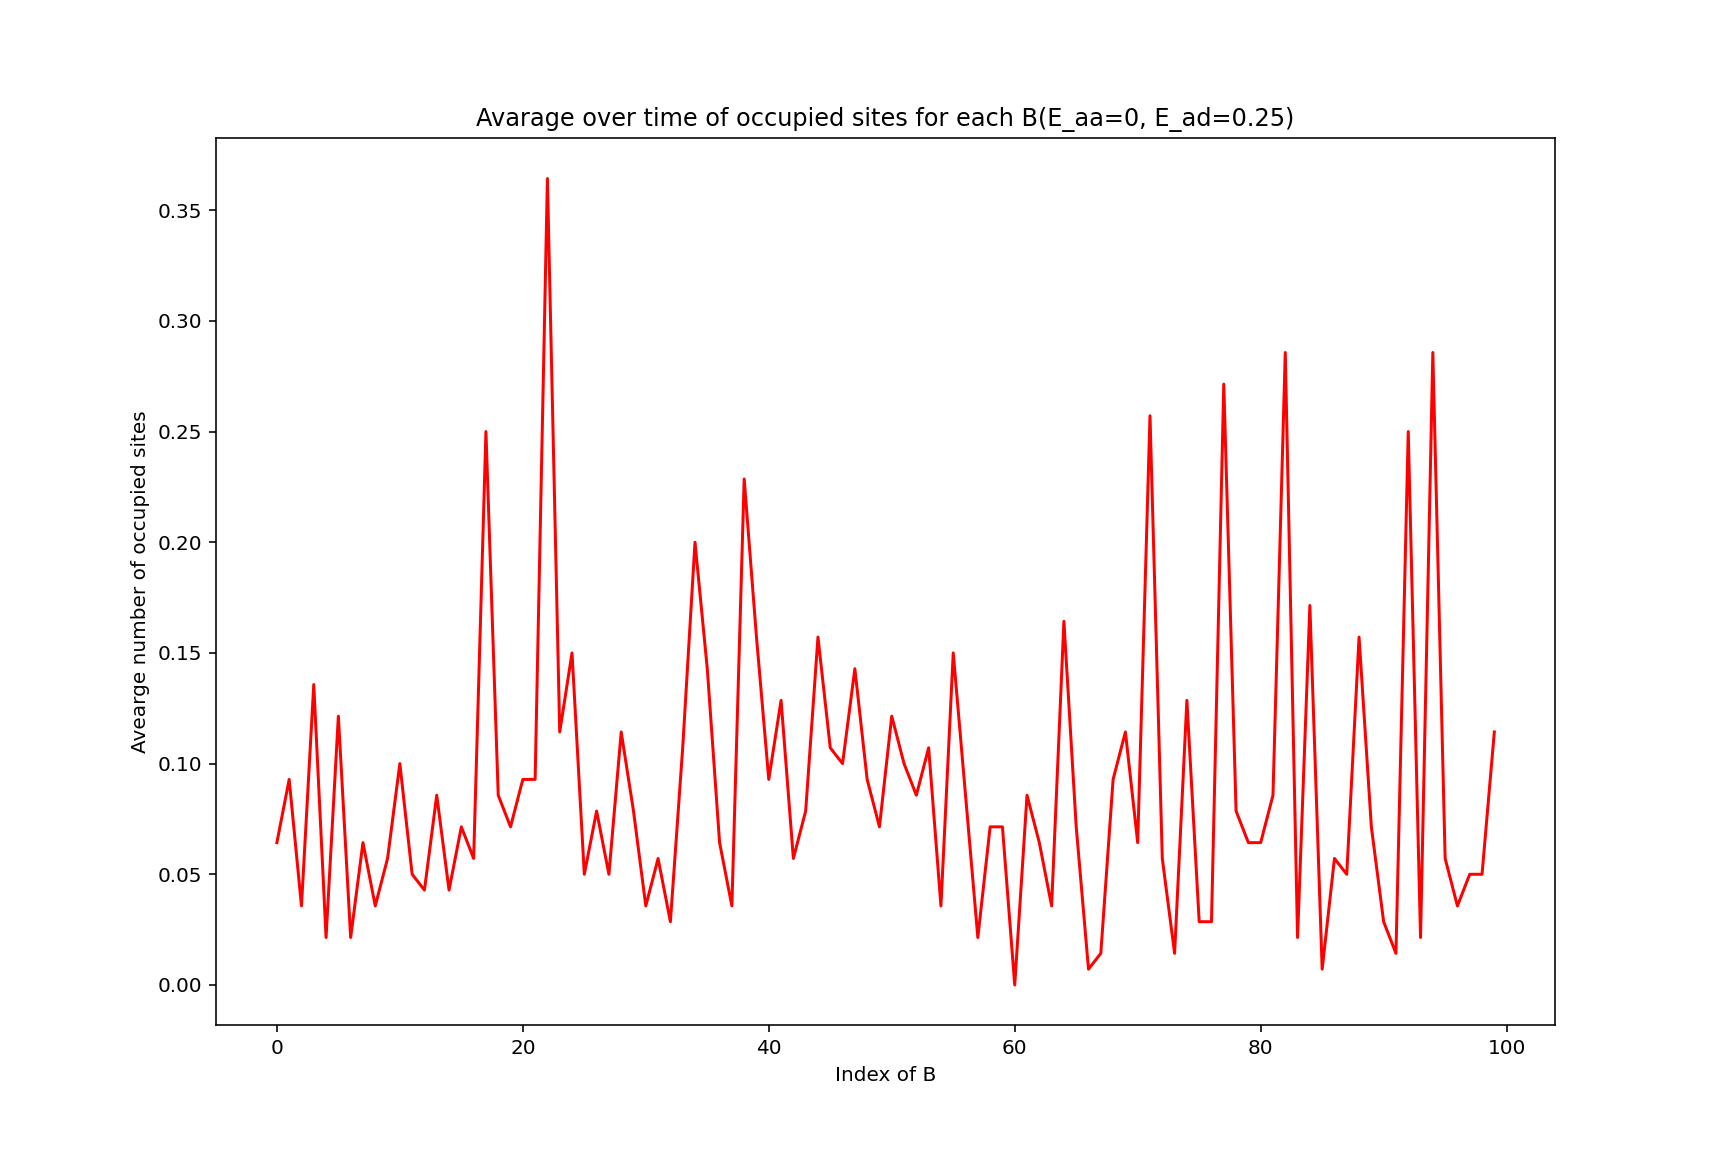 Avarage over time of occupied sites for each B(E_aa=0, E_ad=0.25)
Avearge number of occupied sites
0.35
0.30
0.25
0.20
0.15
0.10
0.05
0.00
0 20 40 60 80 100
Index of B